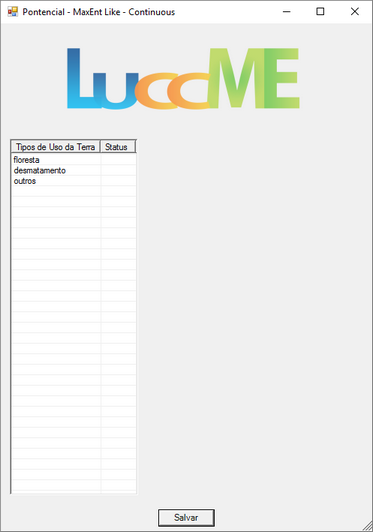 Pontencial - MaxEnt Like - Continuous
LuccME
Tipos de Uso da Terra Status
floresta
desmatamento
outros
Salvar